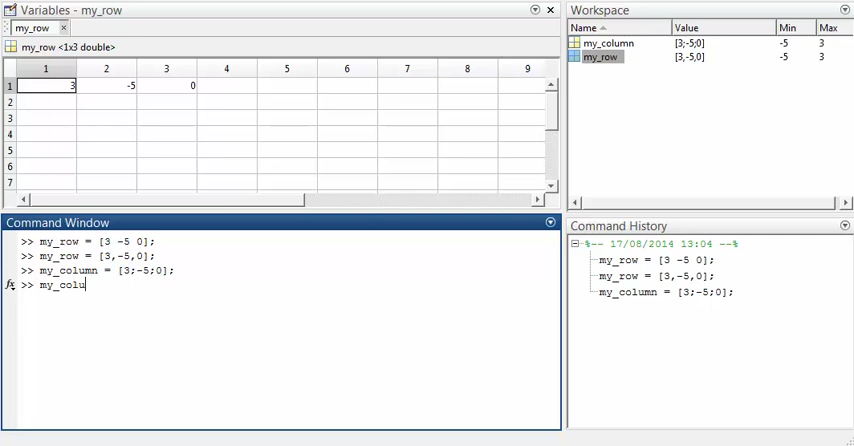 Variables - my_row
my_row
my_row <1x3 double>
1 2 3 4 5 6 7 8 9
1 3 -5 0
2
3
4
5
6
7
Workspace
Name Value Min Max
my_column [3;-5;0] -5 3
my_row [3,-5,0] -5 3
Command Window
>> my_row = [3 -5 0];
>> my_row = [3,-5,0];
>> my_column = [3;-5;0];
fx >> my_colu
Command History
%-- 17/08/2014 13:04 --%
my_row = [3 -5 0];
my_row = [3,-5,0];
my_column = [3;-5;0];